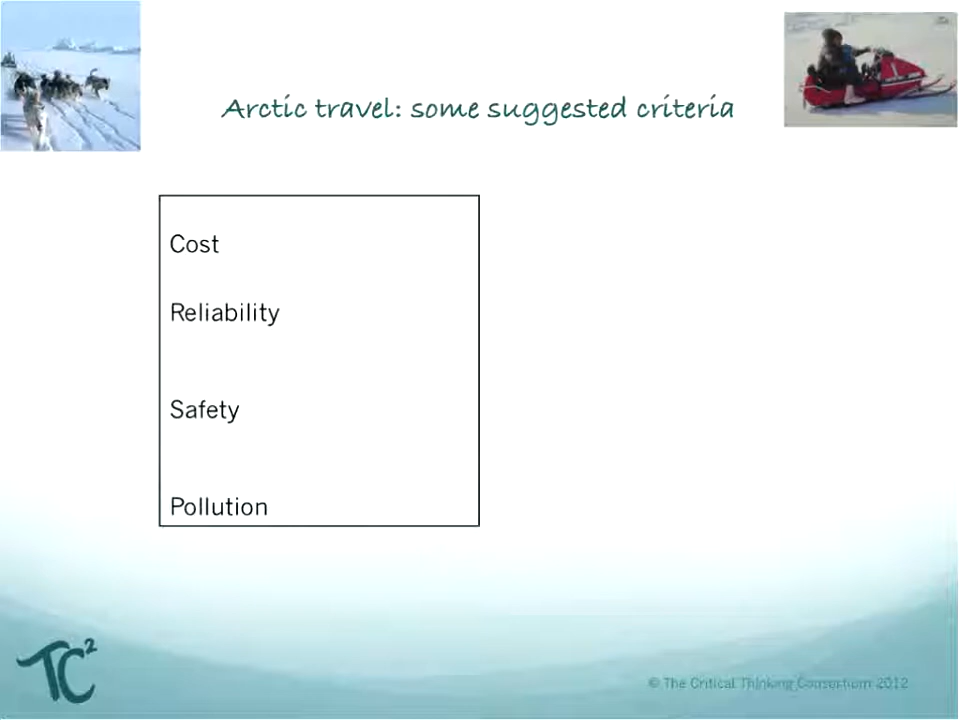 Arctic travel: some suggested criteria
Cost
Reliability
Safety
Pollution
TC²
© The Critical Thinking Consortium 2012